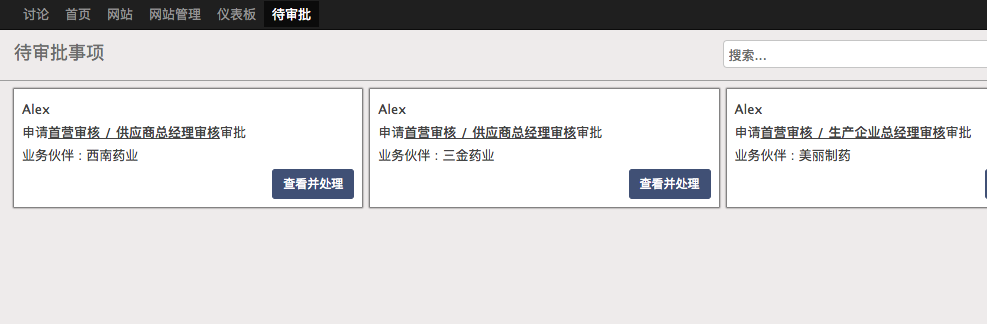 讨论 首页 网站 网站管理 仪表板 待审批
待审批事项
搜索...
Alex
申请首营审核 / 供应商总经理审核审批
业务伙伴：西南药业
查看并处理
Alex
申请首营审核 / 供应商总经理审核审批
业务伙伴：三金药业
查看并处理
Alex
申请首营审核 / 生产企业总经理审核审批
业务伙伴：美丽制药